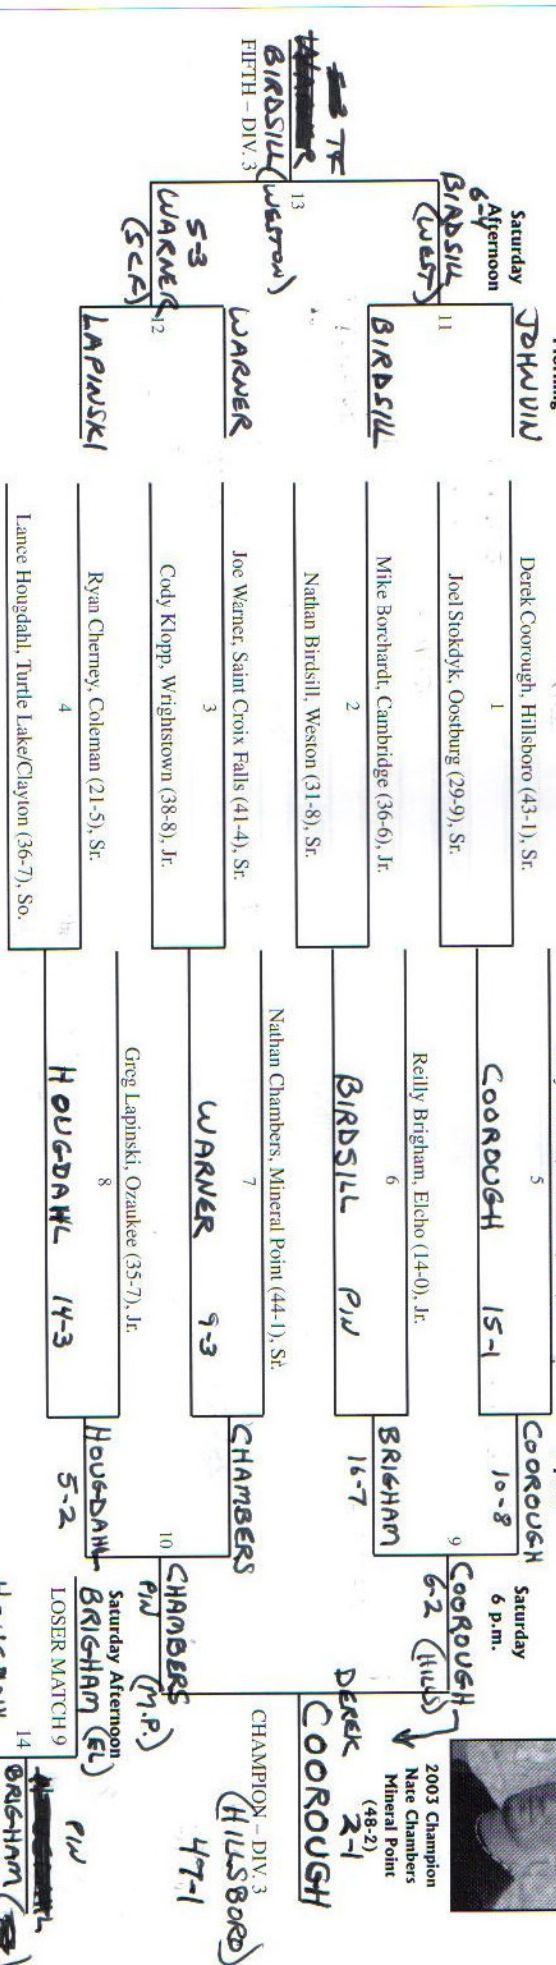 Morning
JOHNVIN
Saturday
Afternoon
6-4
BIRDSILL
(WEST)
11
BIRDSILL
TF
BIRDSILL (WESTON)
FIFTH – DIV. 3
13
5-3
WARNER
(SCF)
WARNER
12
LAPINSKI
Derek Coorough, Hillsboro (43-1), Sr.
1
Joel Stokdyk, Oostburg (29-9), Sr.
Mike Borchardt, Cambridge (36-6), Jr.
2
Nathan Birdsill, Weston (31-8), Sr.
Joe Warner, Saint Croix Falls (41-4), Sr.
3
Cody Klopp, Wrightstown (38-8), Jr.
Ryan Cherney, Coleman (21-5), Sr.
4
Lance Hougdahl, Turtle Lake/Clayton (36-7), So.
5
COOROUGH 15-1
Reilly Brigham, Elcho (14-0), Jr.
6
BIRDSILL PIN
Nathan Chambers, Mineral Point (44-1), Sr.
7
WARNER 9-3
Greg Lapinski, Ozaukee (35-7), Jr.
8
HOUGDAHL 14-3
COOROUGH
10-8
Saturday
6 p.m.
9
COOROUGH
6-2 (HILLS)
BRIGHAM
16-7
CHAMBERS
10
CHAMBERS
PIN (M.P.)
HOUGDAHL
5-2
2003 Champion
Nate Chambers
Mineral Point
(48-2)
DEREK 2-1
COOROUGH
CHAMPION – DIV. 3
(HILLSBORO)
47-1
Saturday Afternoon
BRIGHAM (EL)
LOSER MATCH 9
14
PIN
BRIGHAM